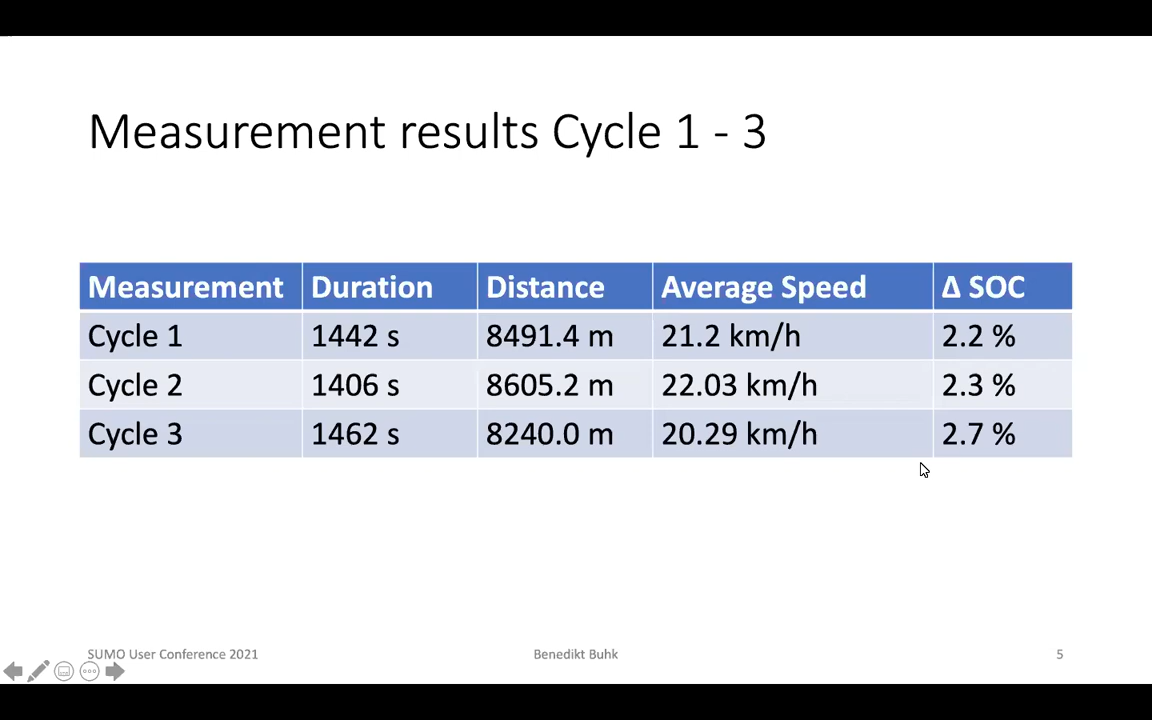 Measurement results Cycle 1 - 3
Measurement Duration Distance Average Speed Δ SOC
Cycle 1 1442 s 8491.4 m 21.2 km/h 2.2 %
Cycle 2 1406 s 8605.2 m 22.03 km/h 2.3 %
Cycle 3 1462 s 8240.0 m 20.29 km/h 2.7 %
SUMO User Conference 2021 Benedikt Buhk 5